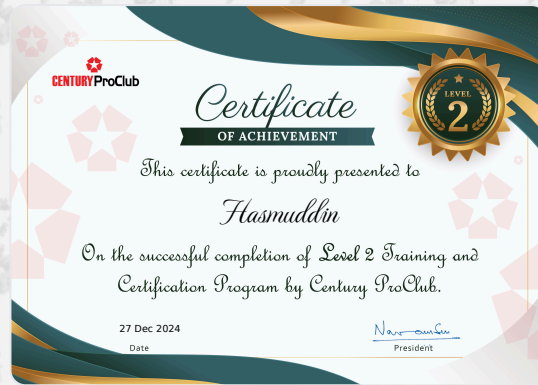 CENTURY ProClub
LEVEL
2
Certificate
OF ACHIEVEMENT
This certificate is proudly presented to
Hasmuddin
On the successful completion of Level 2 Training and
Certification Program by Century ProClub.
27 Dec 2024
Date
President